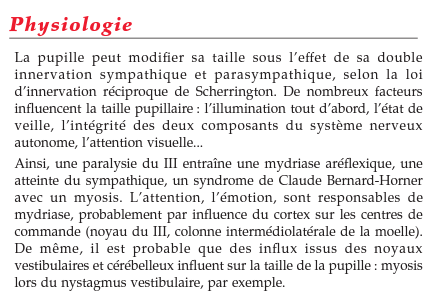 Physiologie
La pupille peut modifier sa taille sous l'effet de sa double
innervation sympathique et parasympathique, selon la loi
d'innervation réciproque de Scherrington. De nombreux facteurs
influencent la taille pupillaire : l'illumination tout d'abord, l'état de
veille, l'intégrité des deux composants du système nerveux
autonome, l'attention visuelle...
Ainsi, une paralysie du III entraîne une mydriase aréflexique, une
atteinte du sympathique, un syndrome de Claude Bernard-Horner
avec un myosis. L'attention, l'émotion, sont responsables de
mydriase, probablement par influence du cortex sur les centres de
commande (noyau du III, colonne intermédiolatérale de la moelle).
De même, il est probable que des influx issus des noyaux
vestibulaires et cérébelleux influent sur la taille de la pupille : myosis
lors du nystagmus vestibulaire, par exemple.